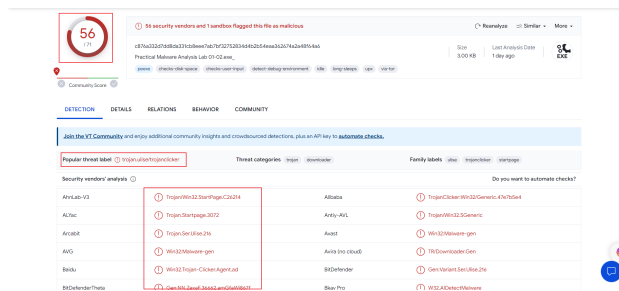 56
/ 71
Community Score
56 security vendors and 1 sandbox flagged this file as malicious
Reanalyze Similar More
Practical Malware Analysis Lab 01-02.exe_
peexe checks-disk-space checks-user-input detect-debug-environment idle long-sleeps upx via-tor
Size
3.00 KB
Last Analysis Date
1 day ago
EXE
DETECTION DETAILS RELATIONS BEHAVIOR COMMUNITY
Join the VT Community and enjoy additional community insights and crowdsourced detections, plus an API key to automate checks.
Popular threat label trojan.ulise/trojanclicker Threat categories trojan downloader Family labels ulise trojanclicker startpage
Security vendors' analysis Do you want to automate checks?
AhnLab-V3 Trojan/Win32.StartPage.C26214 Alibaba TrojanClicker:Win32/Generic.47e7b5e4
ALYac Trojan.Startpage.3072 Antiy-AVL Trojan/Win32.SGeneric
Arcabit Trojan.Ser.Ulise.216 Avast Win32:Malware-gen
AVG Win32:Malware-gen Avira (no cloud) TR/Downloader.Gen
Baidu Win32.Trojan-Clicker.Agent.ad BitDefender Gen:Variant.Ser.Ulise.216
BitDefenderTheta Bkav Pro W32.AIDetectMalware